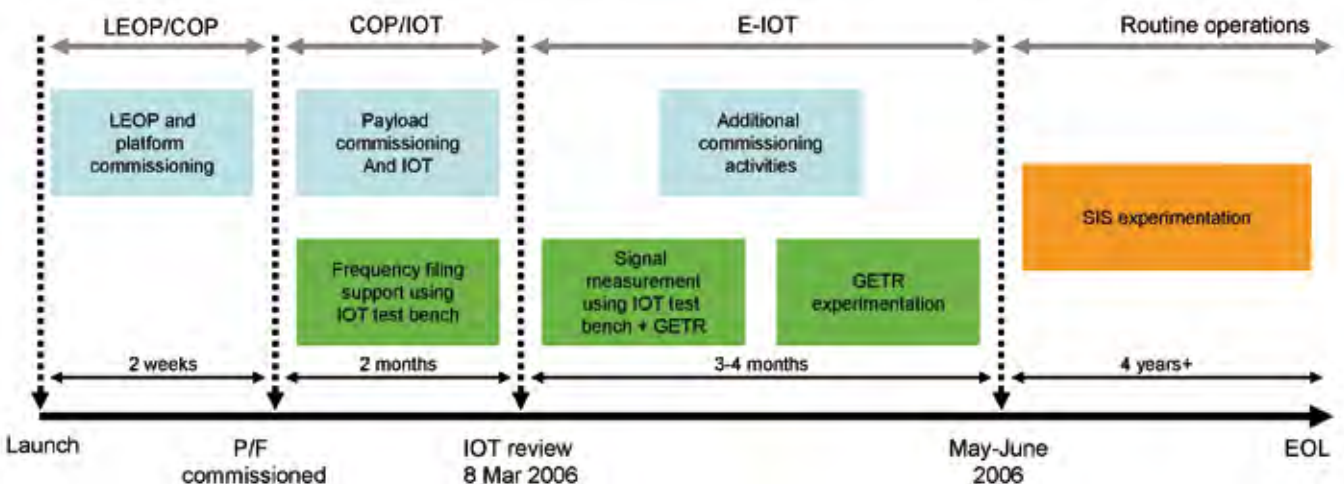 LEOP/COP
COP/IOT
E-IOT
Routine operations
LEOP and
platform
commissioning
Payload
commissioning
And IOT
Additional
commissioning
activities
SIS experimentation
Frequency filing
support using
IOT test bench
Signal
measurement
using IOT test
bench + GETR
GETR
experimentation
2 weeks
2 months
3-4 months
4 years+
Launch
P/F
commissioned
IOT review
8 Mar 2006
May-June
2006
EOL